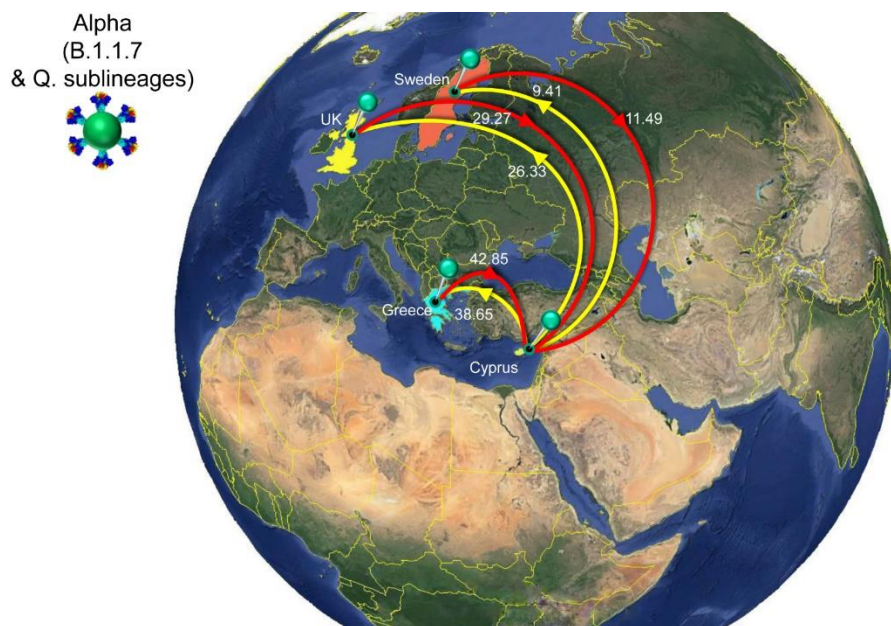 Alpha
(B.1.1.7
& Q. sublineages)
Sweden
9.41
11.49
UK
29.27
26.33
42.85
Greece
38.65
Cyprus